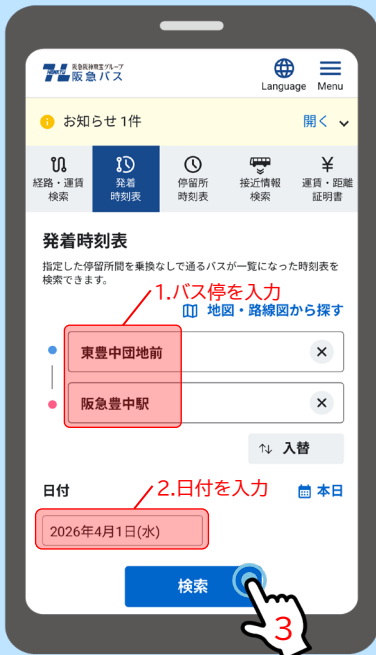 阪急阪神東宝グループ
阪急バス
Language
Menu
お知らせ 1件
開く
経路・運賃
検索
発着
時刻表
停留所
時刻表
接近情報
検索
運賃・距離
証明書
発着時刻表
指定した停留所間を乗換なしで通るバスが一覧になった時刻表を
検索できます。
1.バス停を入力
地図・路線図から探す
東豊中団地前
阪急豊中駅
入替
日付
2.日付を入力
本日
2026年4月1日(水)
検索
3